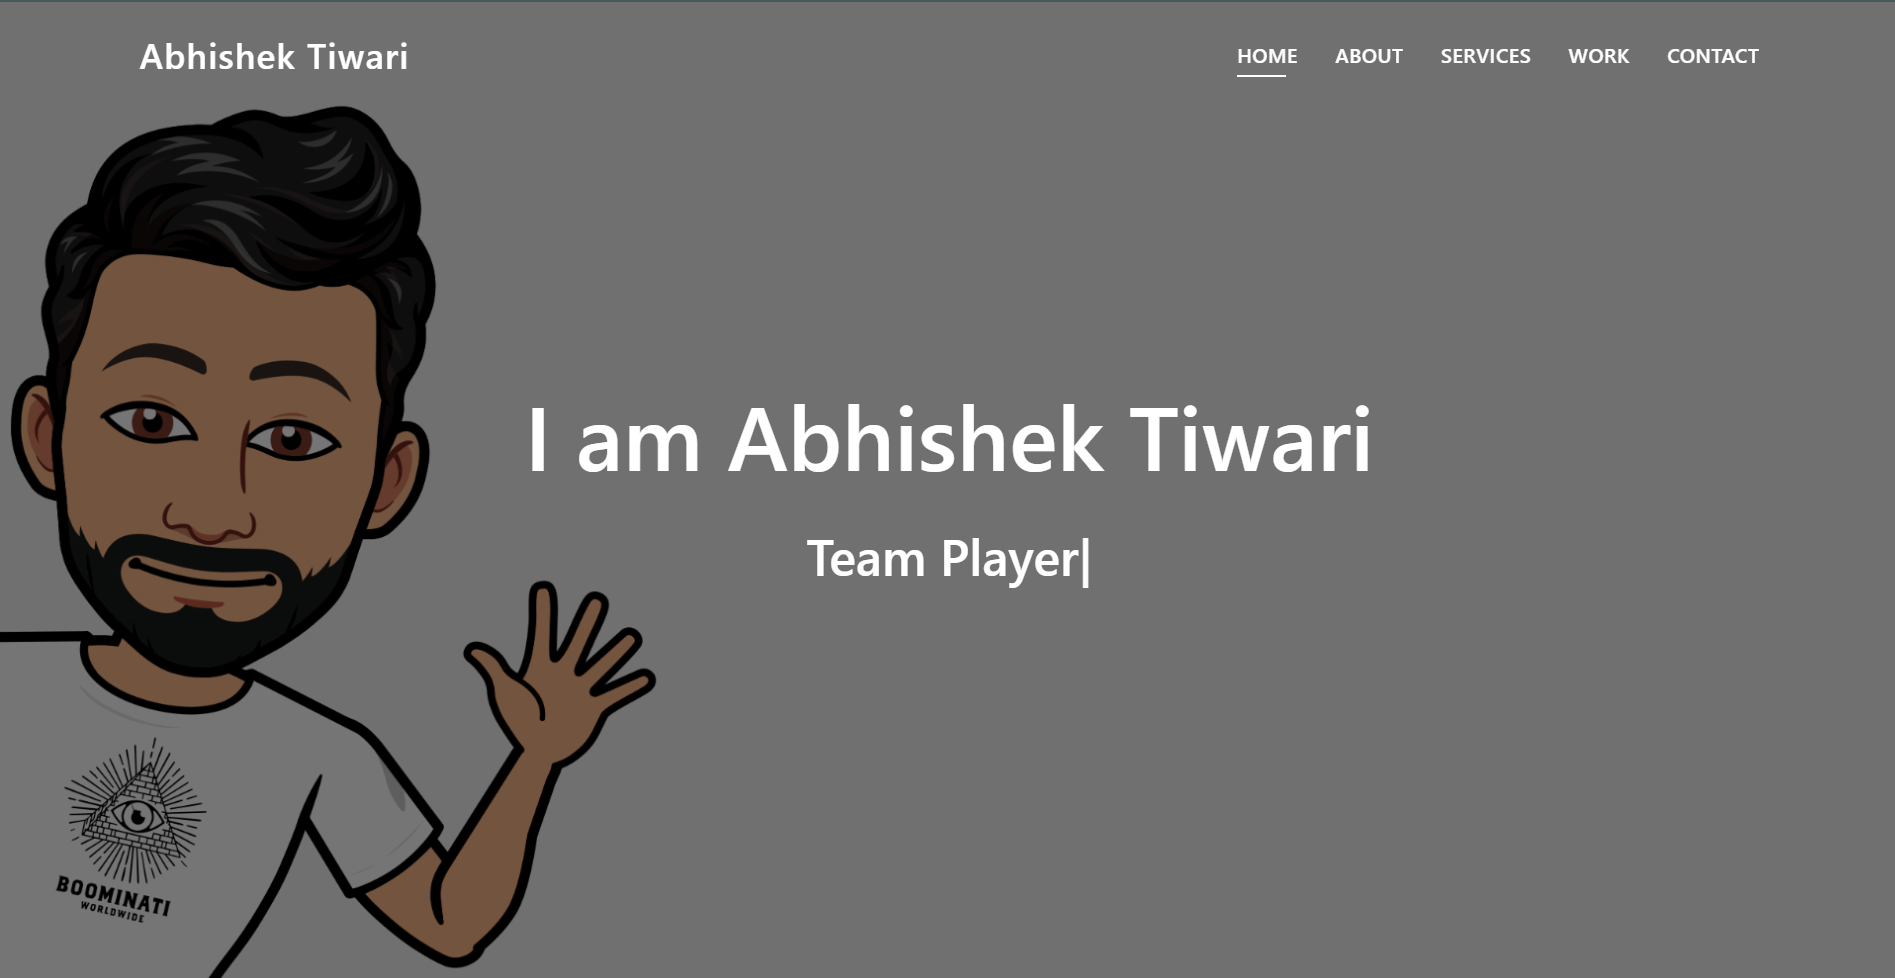 Abhishek Tiwari
HOME ABOUT SERVICES WORK CONTACT
I am Abhishek Tiwari
Team Player|
BOOMINATI
WORLDWIDE